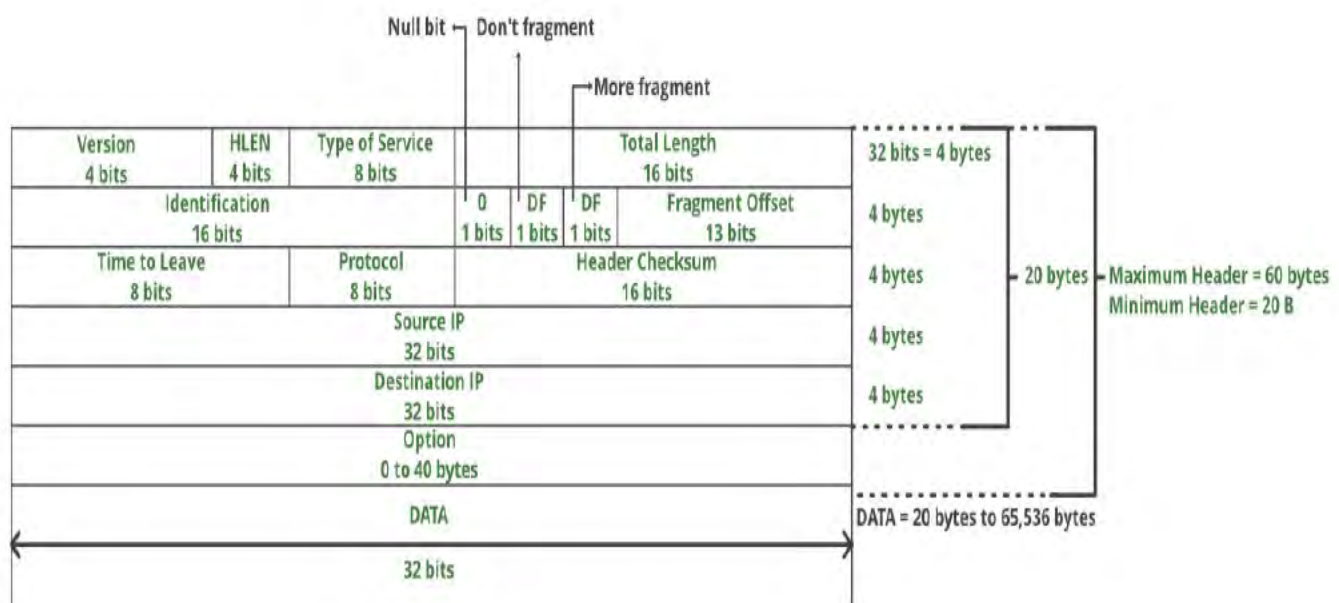 Null bit
Don't fragment
More fragment
Version
4 bits
HLEN
4 bits
Type of Service
8 bits
Total Length
16 bits
32 bits = 4 bytes
Identification
16 bits
0
1 bits
DF
1 bits
DF
1 bits
Fragment Offset
13 bits
4 bytes
Time to Leave
8 bits
Protocol
8 bits
Header Checksum
16 bits
4 bytes
20 bytes
Maximum Header = 60 bytes
Minimum Header = 20 B
Source IP
32 bits
4 bytes
Destination IP
32 bits
4 bytes
Option
0 to 40 bytes
DATA
DATA = 20 bytes to 65,536 bytes
32 bits